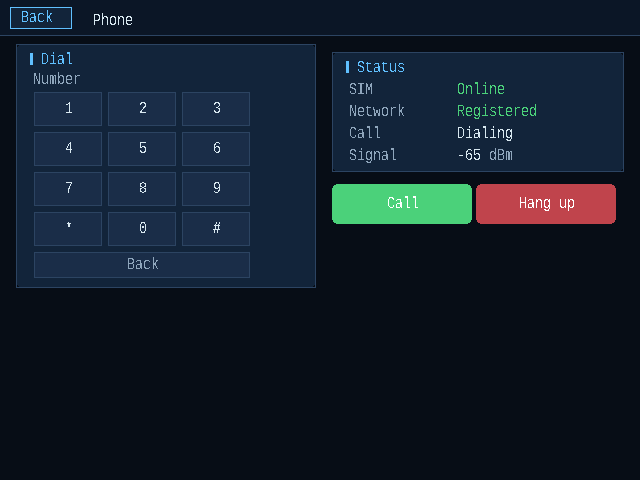 Back Phone
Dial
Number
1 2 3
4 5 6
7 8 9
* 0 #
Back
Status
SIM Online
Network Registered
Call Dialing
Signal -65 dBm
Call Hang up